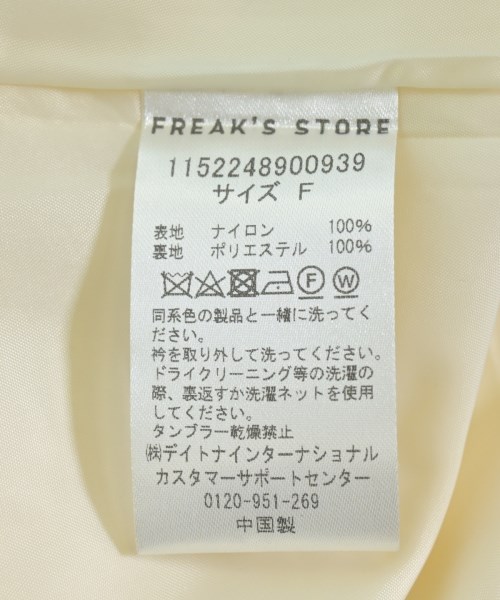 FREAK'S STORE
1152248900939
サイズ F
表地 ナイロン 100%
裏地 ポリエステル 100%
F W
同系色の製品と一緒に洗ってく
ださい。
衿を取り外して洗ってください。
ドライクリーニング等の洗濯の
際、裏返すか洗濯ネットを使用
してください。
タンブラー乾燥禁止
㈱デイトナインターナショナル
カスタマーサポートセンター
0120-951-269
中国製